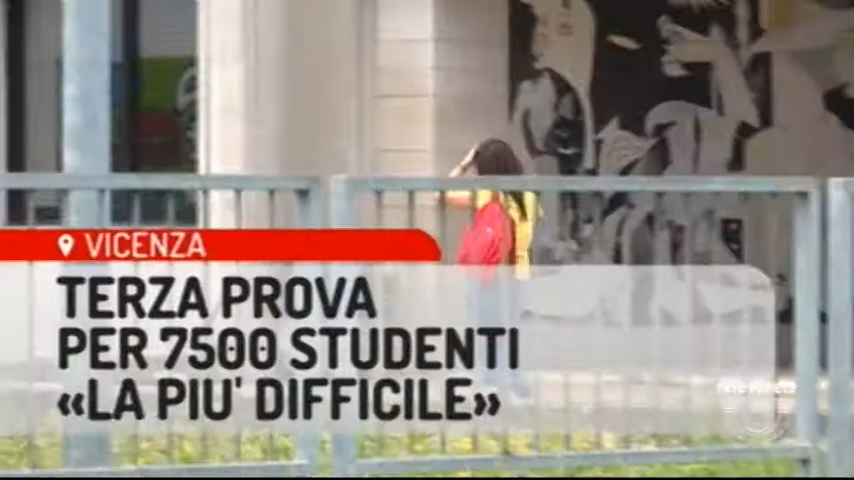 VICENZA
TERZA PROVA
PER 7500 STUDENTI
«LA PIU' DIFFICILE»